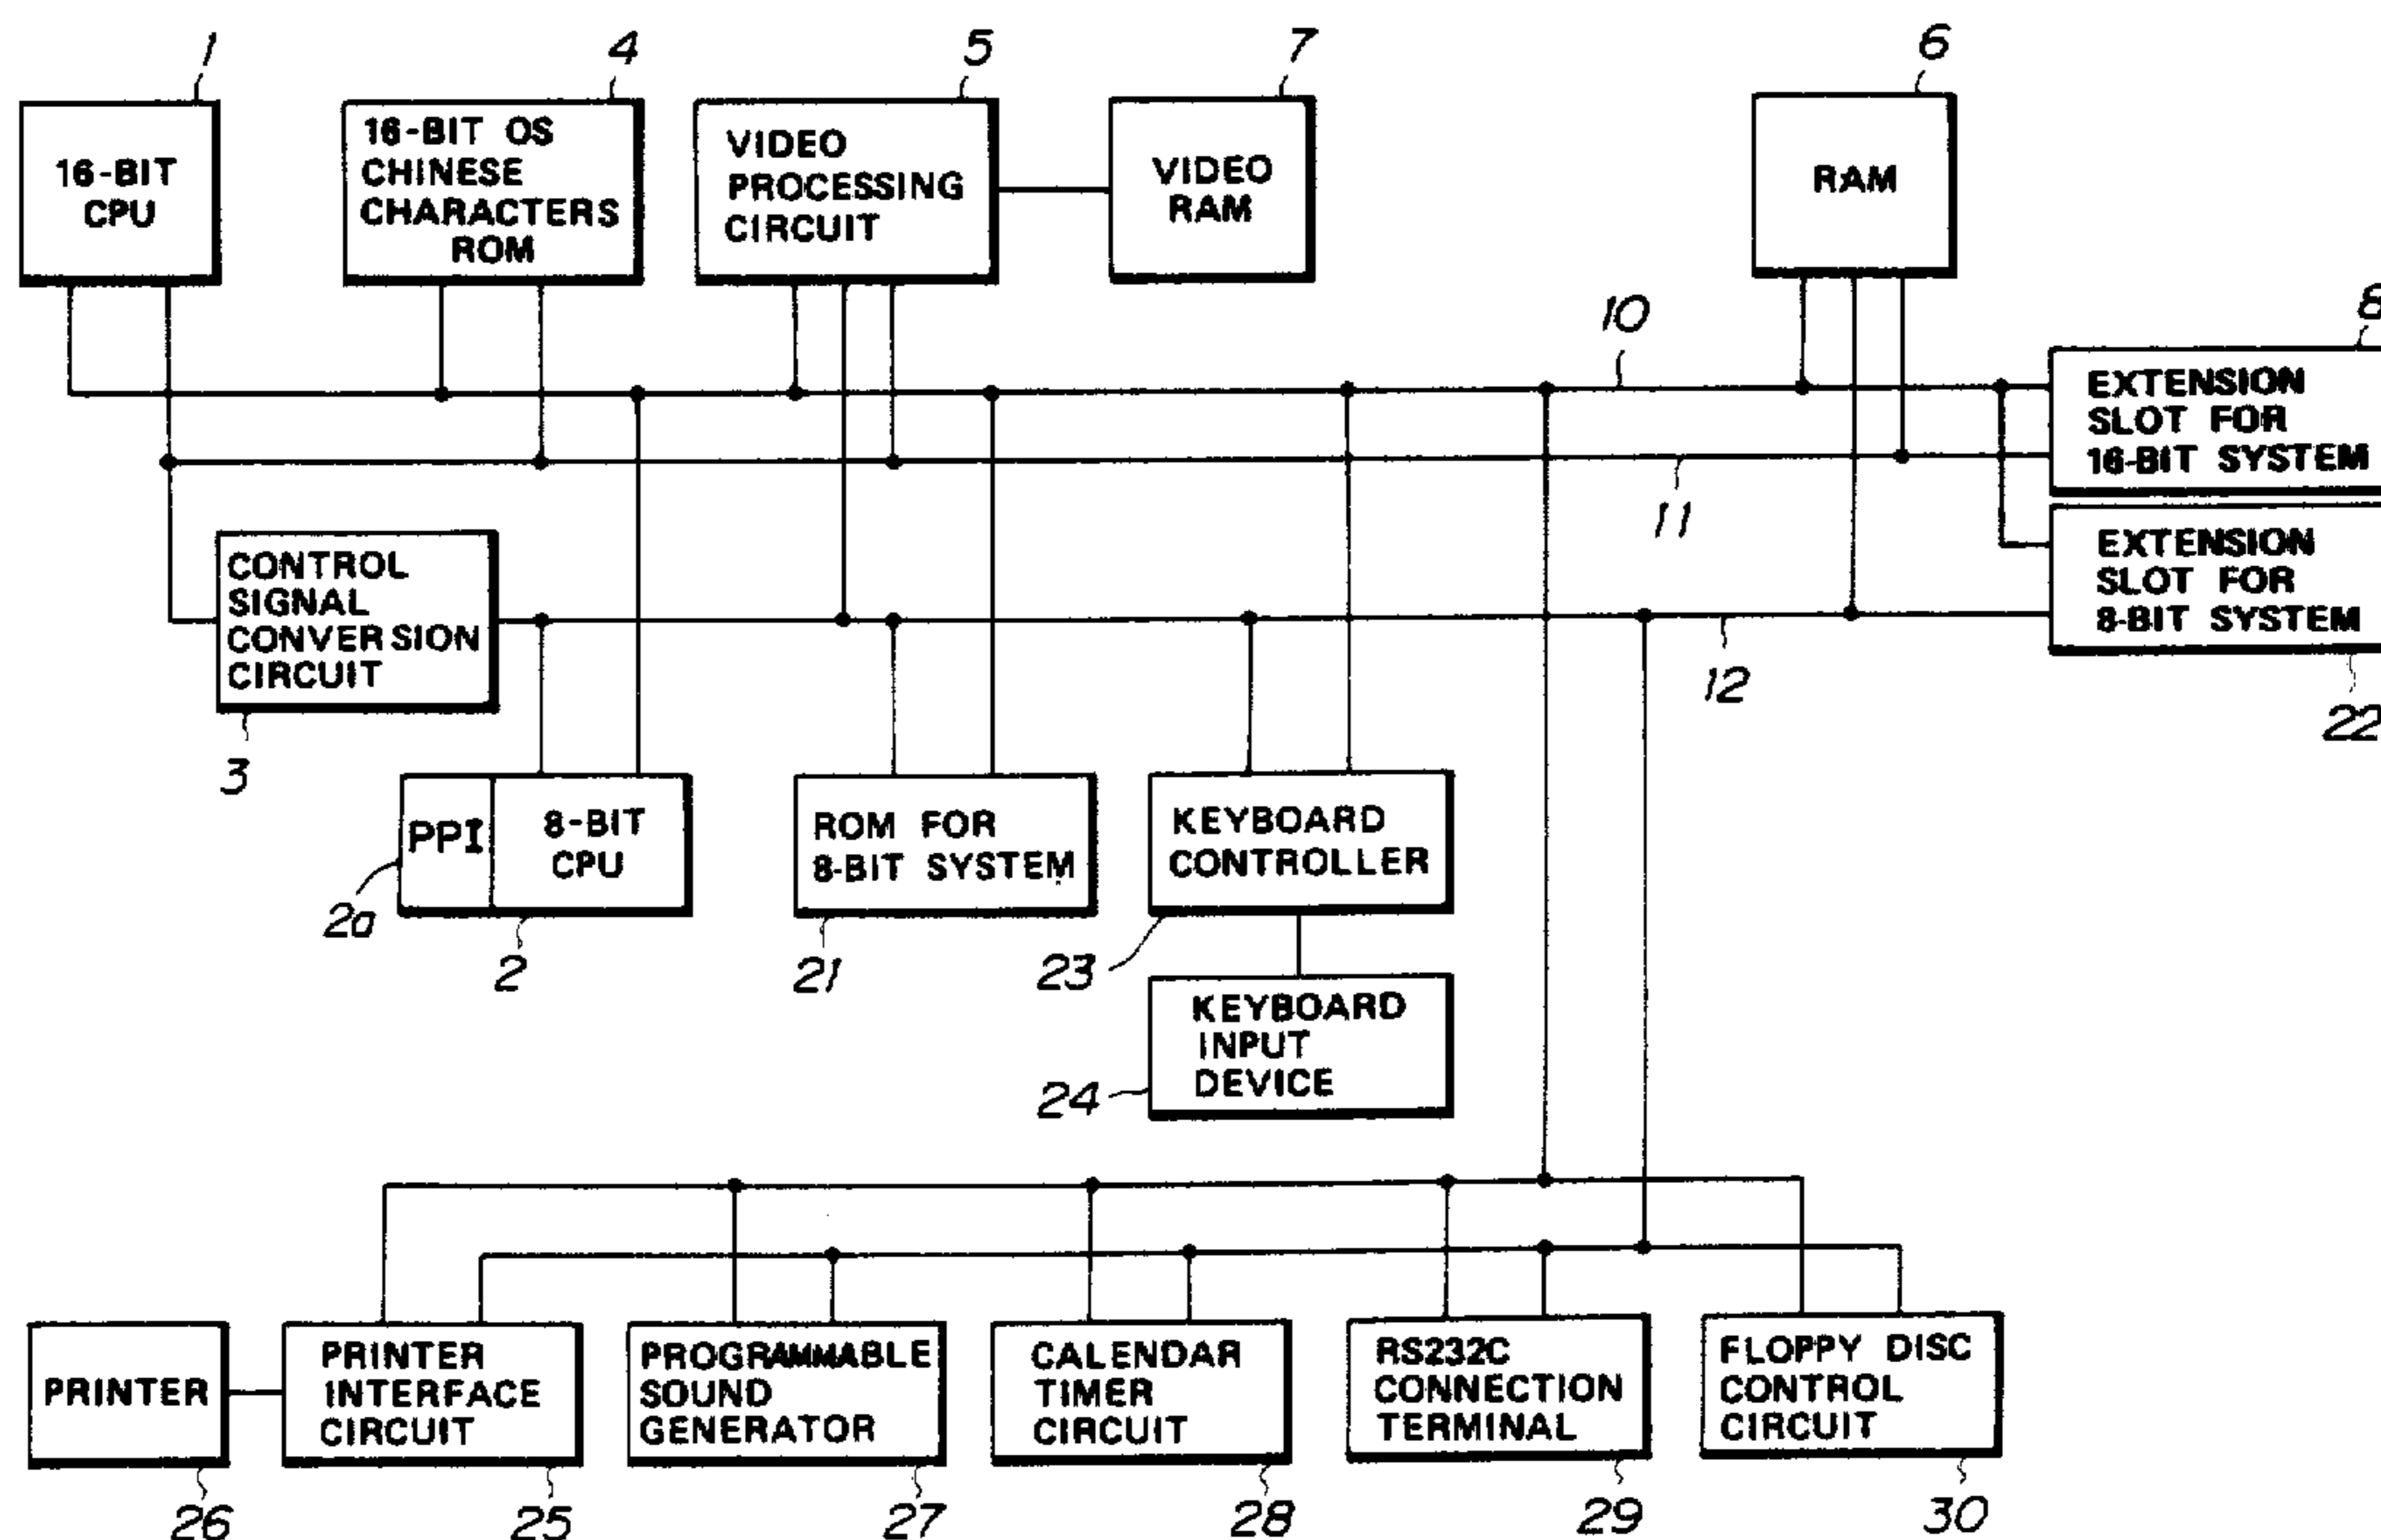 1
4
5
7
6
16-BIT
CPU
16-BIT OS
CHINESE
CHARACTERS
ROM
VIDEO
PROCESSING
CIRCUIT
VIDEO
RAM
RAM
10
8
EXTENSION
SLOT FOR
16-BIT SYSTEM
11
CONTROL
SIGNAL
CONVERSION
CIRCUIT
EXTENSION
SLOT FOR
8-BIT SYSTEM
12
22
3
PPI
8-BIT
CPU
ROM FOR
8-BIT SYSTEM
KEYBOARD
CONTROLLER
2a
2
21
23
KEYBOARD
INPUT
DEVICE
24
PRINTER
PRINTER
INTERFACE
CIRCUIT
PROGRAMMABLE
SOUND
GENERATOR
CALENDAR
TIMER
CIRCUIT
RS232C
CONNECTION
TERMINAL
FLOPPY DISC
CONTROL
CIRCUIT
26
25
27
28
29
30